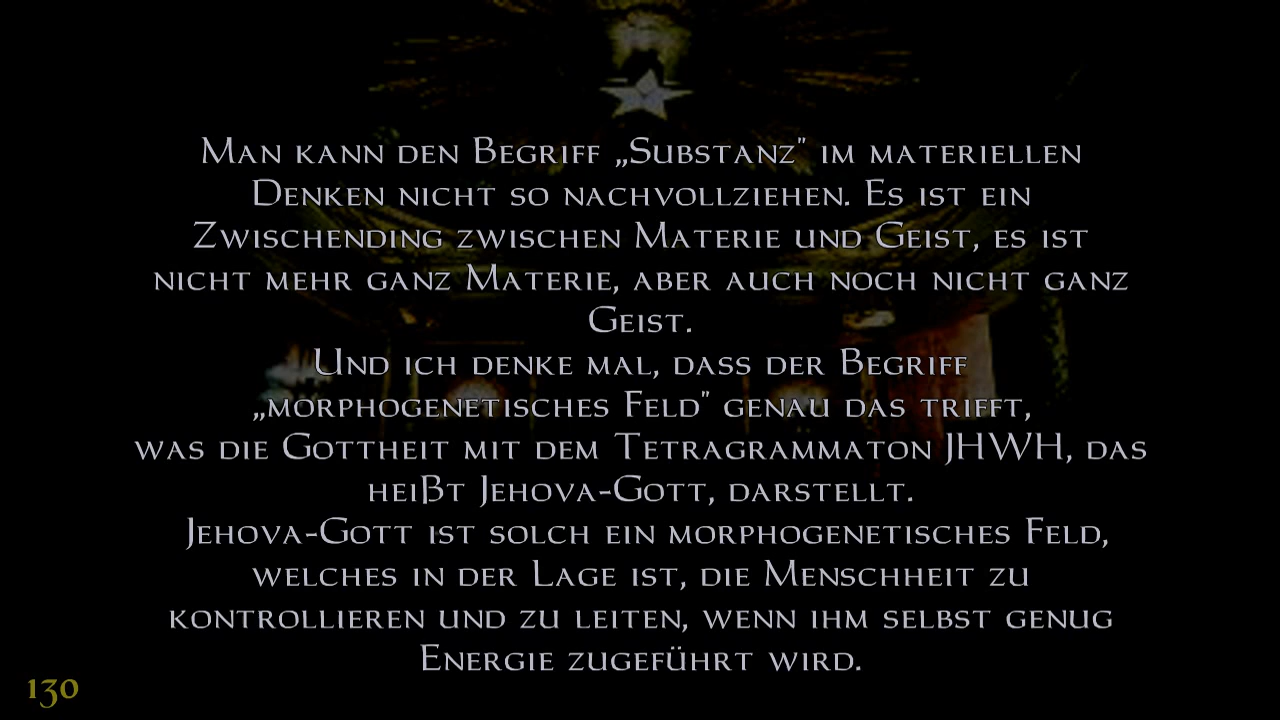 Man kann den Begriff „Substanz" im materiellen
Denken nicht so nachvollziehen. Es ist ein
Zwischending zwischen Materie und Geist, es ist
nicht mehr ganz Materie, aber auch noch nicht ganz
Geist.
Und ich denke mal, dass der Begriff
„morphogenetisches Feld" genau das trifft,
was die Gottheit mit dem Tetragrammaton JHWH, das
heißt Jehova-Gott, darstellt.
Jehova-Gott ist solch ein morphogenetisches Feld,
welches in der Lage ist, die Menschheit zu
kontrollieren und zu leiten, wenn ihm selbst genug
Energie zugeführt wird.
130